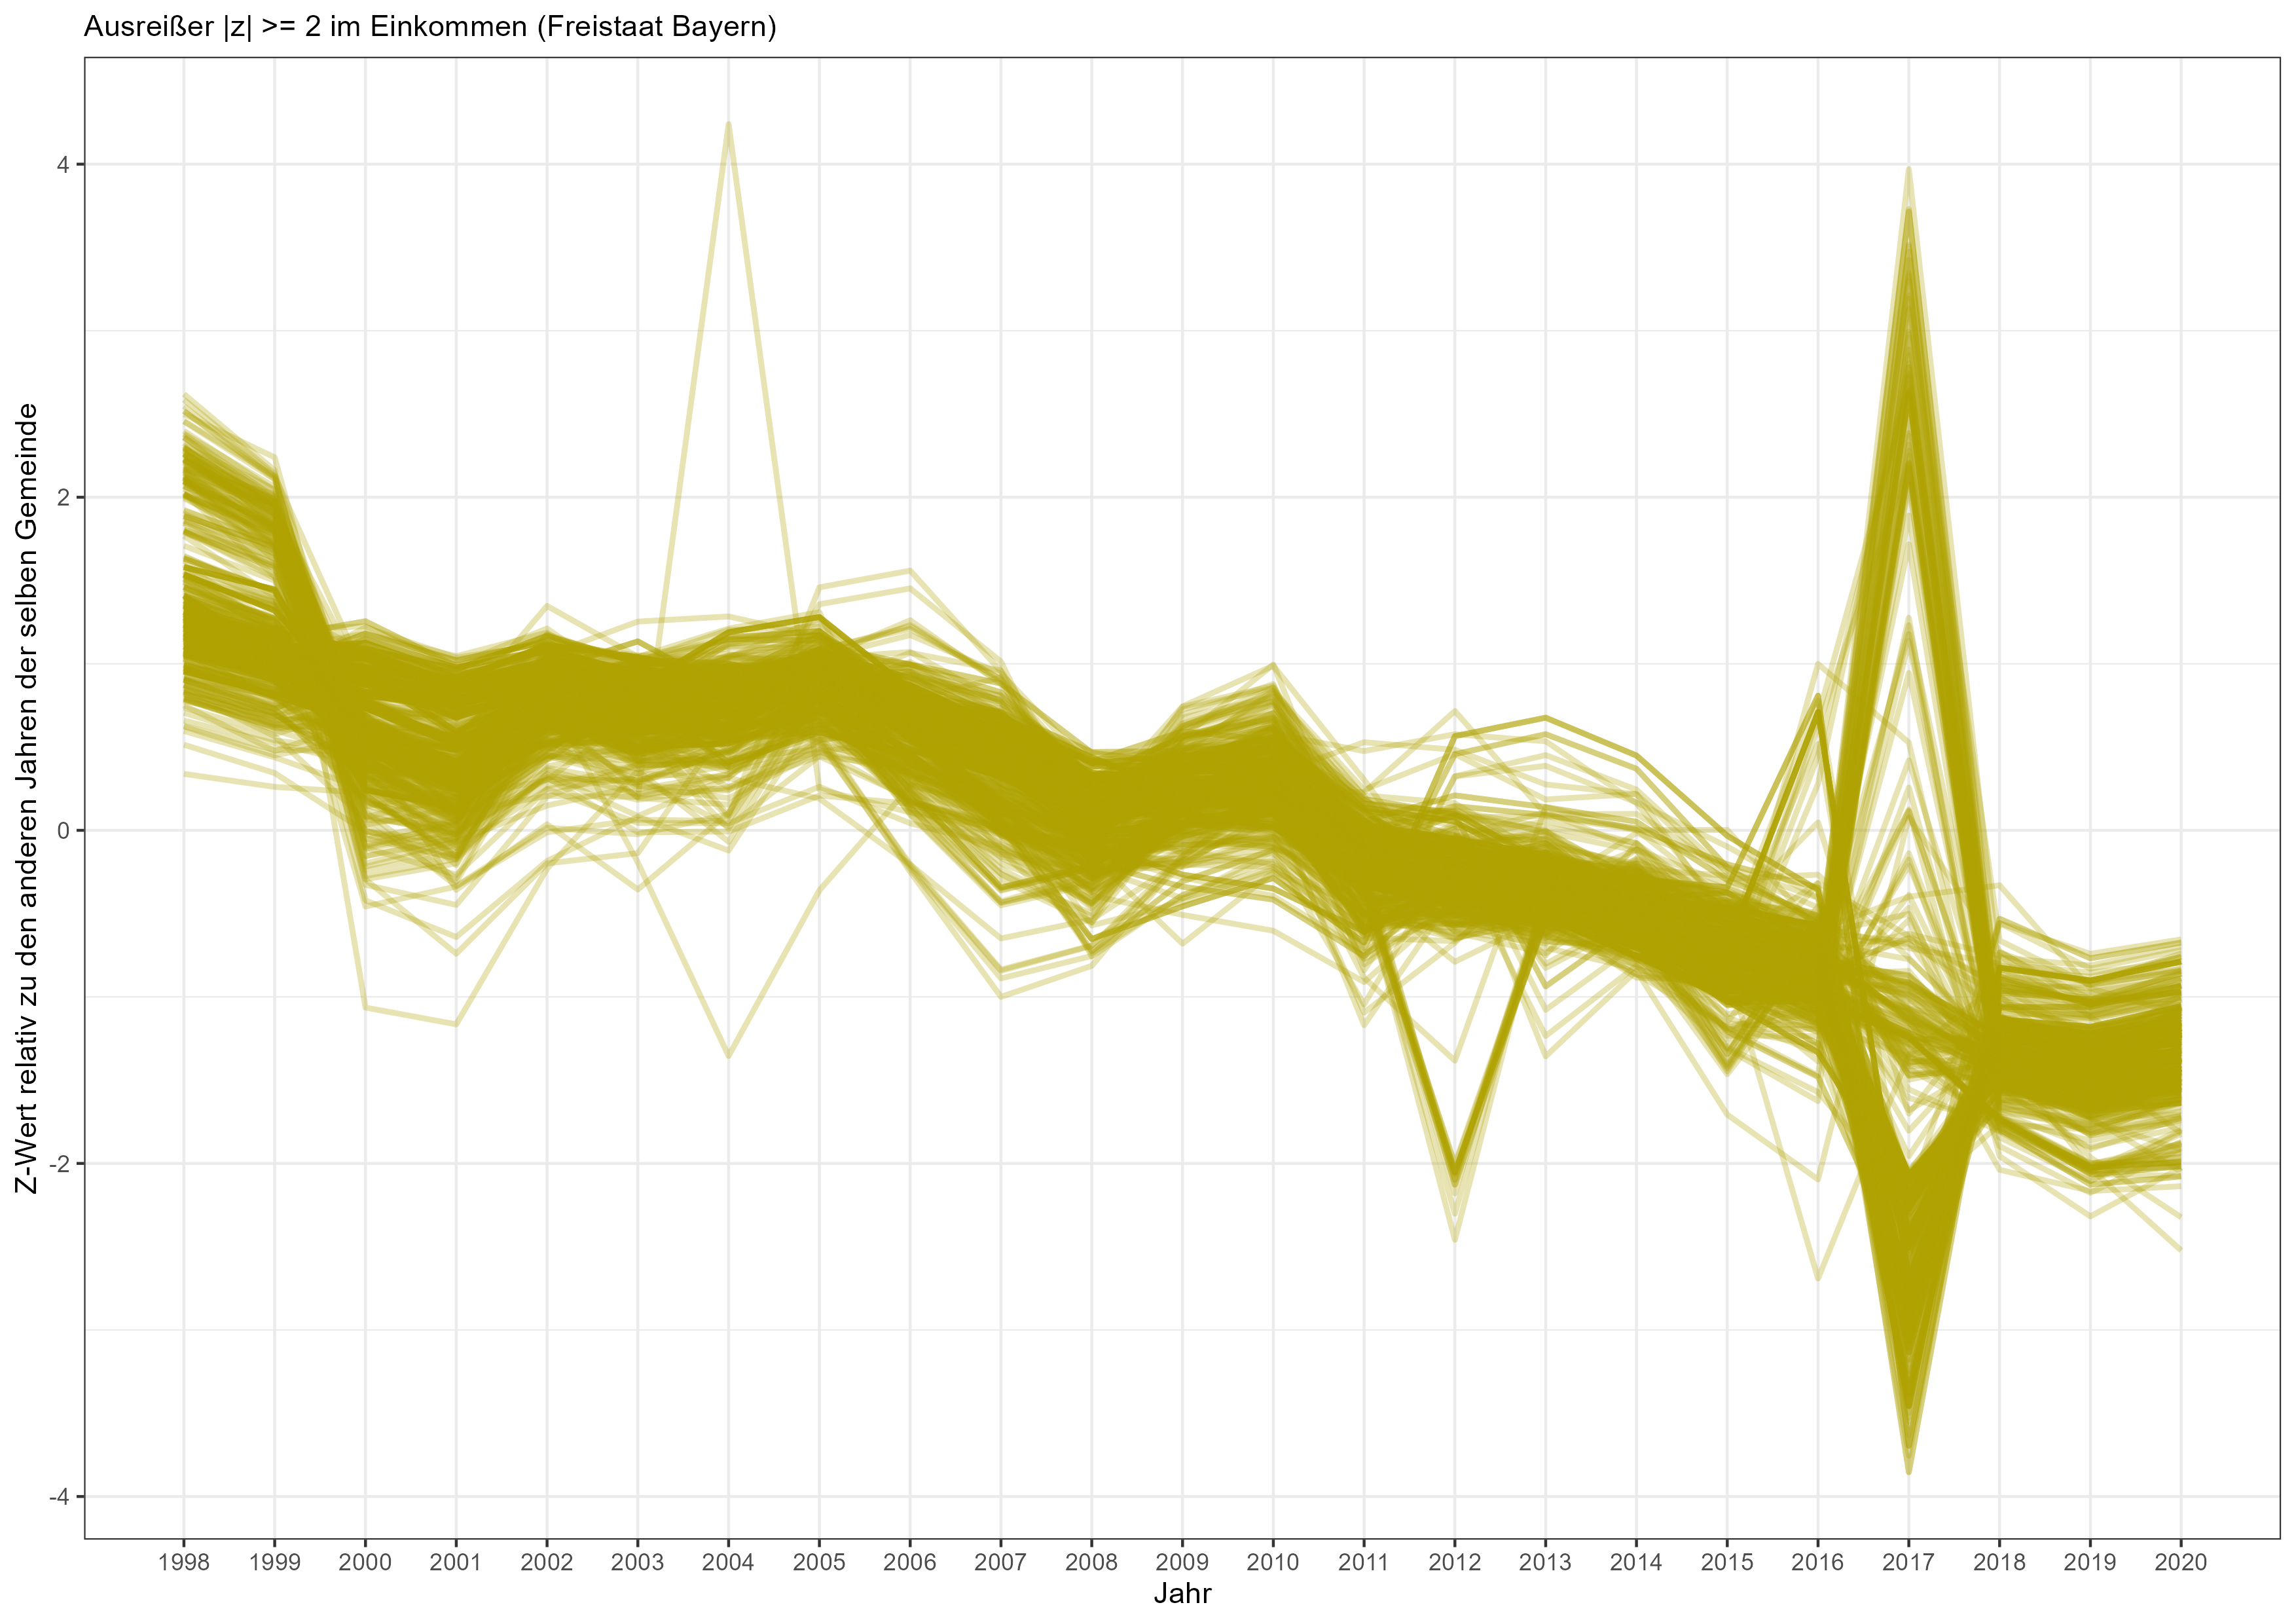 Ausreißer |z| >= 2 im Einkommen (Freistaat Bayern)
Z-Wert relativ zu den anderen Jahren der selben Gemeinde
4
2
0
-2
-4
1998 1999 2000 2001 2002 2003 2004 2005 2006 2007 2008 2009 2010 2011 2012 2013 2014 2015 2016 2017 2018 2019 2020
Jahr